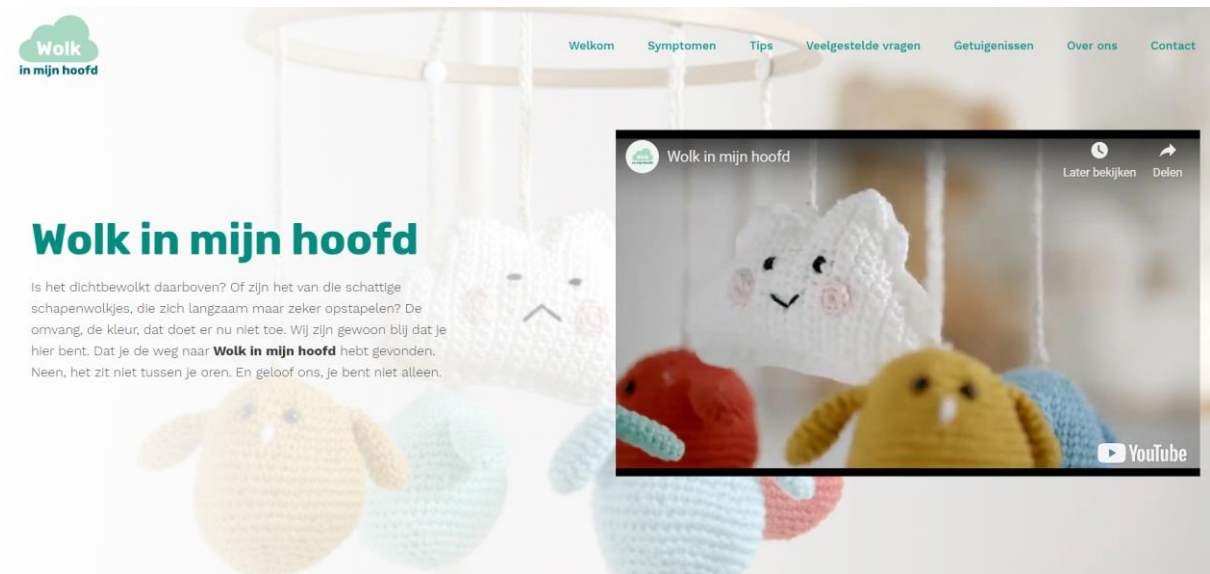 Wolk
in mijn hoofd
Welkom Symptomen Tips Veelgestelde vragen Getuigenissen Over ons Contact
Wolk in mijn hoofd
Later bekijken Delen
Wolk in mijn hoofd
Is het dichtbewolkt daarboven? Of zijn het van die schattige
schapenwolkjes, die zich langzaam maar zeker opstapelen? De
omvang, de kleur, dat doet er nu niet toe. Wij zijn gewoon blij dat je
hier bent. Dat je de weg naar Wolk in mijn hoofd hebt gevonden.
Neen, het zit niet tussen je oren. En geloof ons, je bent niet alleen.
YouTube